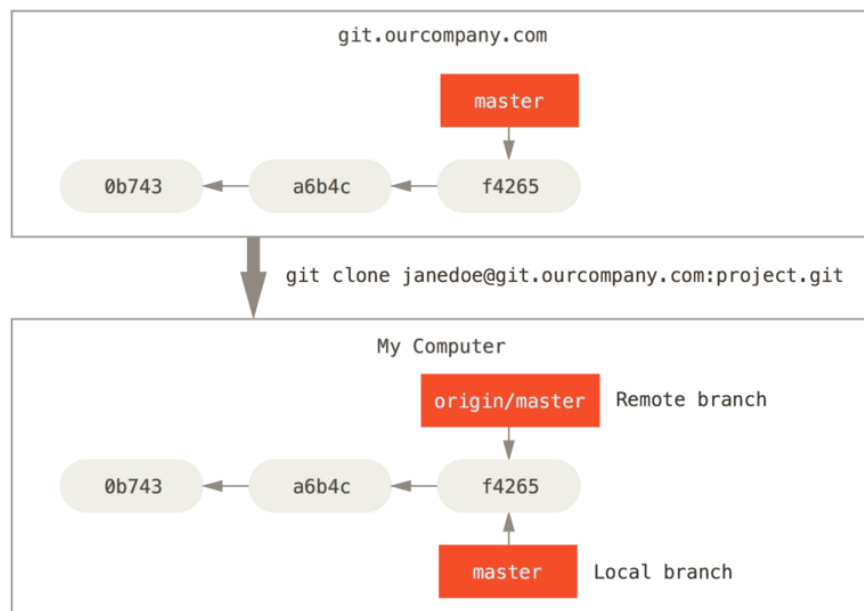 git.ourcompany.com
master
0b743 a6b4c f4265
git clone janedoe@git.ourcompany.com:project.git
My Computer
origin/master Remote branch
0b743 a6b4c f4265
master Local branch